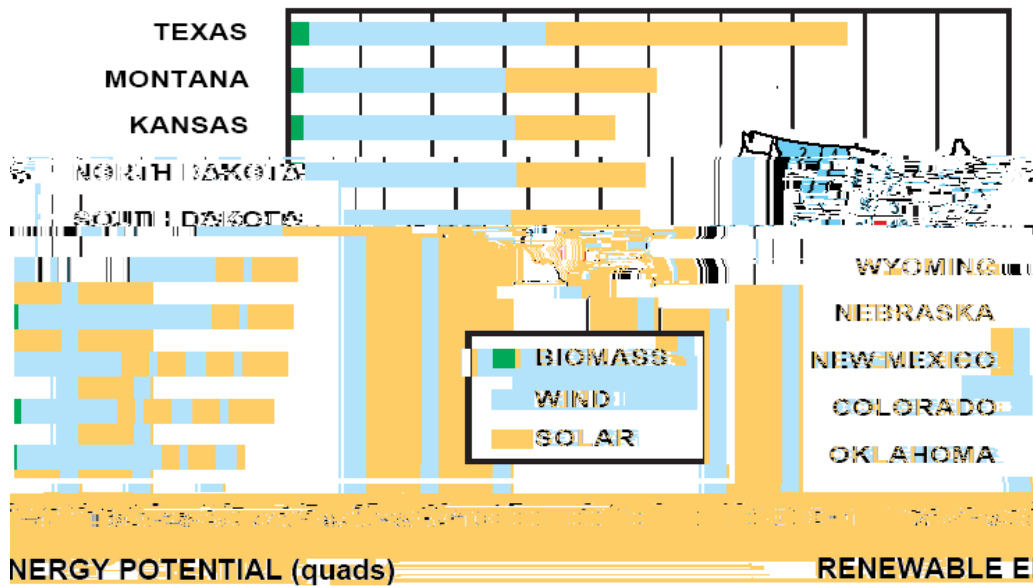 TEXAS
MONTANA
KANSAS
NORTH DAKOTA
SOUTH DAKOTA
WYOMING
NEBRASKA
NEW MEXICO
COLORADO
OKLAHOMA
BIOMASS
WIND
SOLAR
NERGY POTENTIAL (quads)
RENEWABLE E